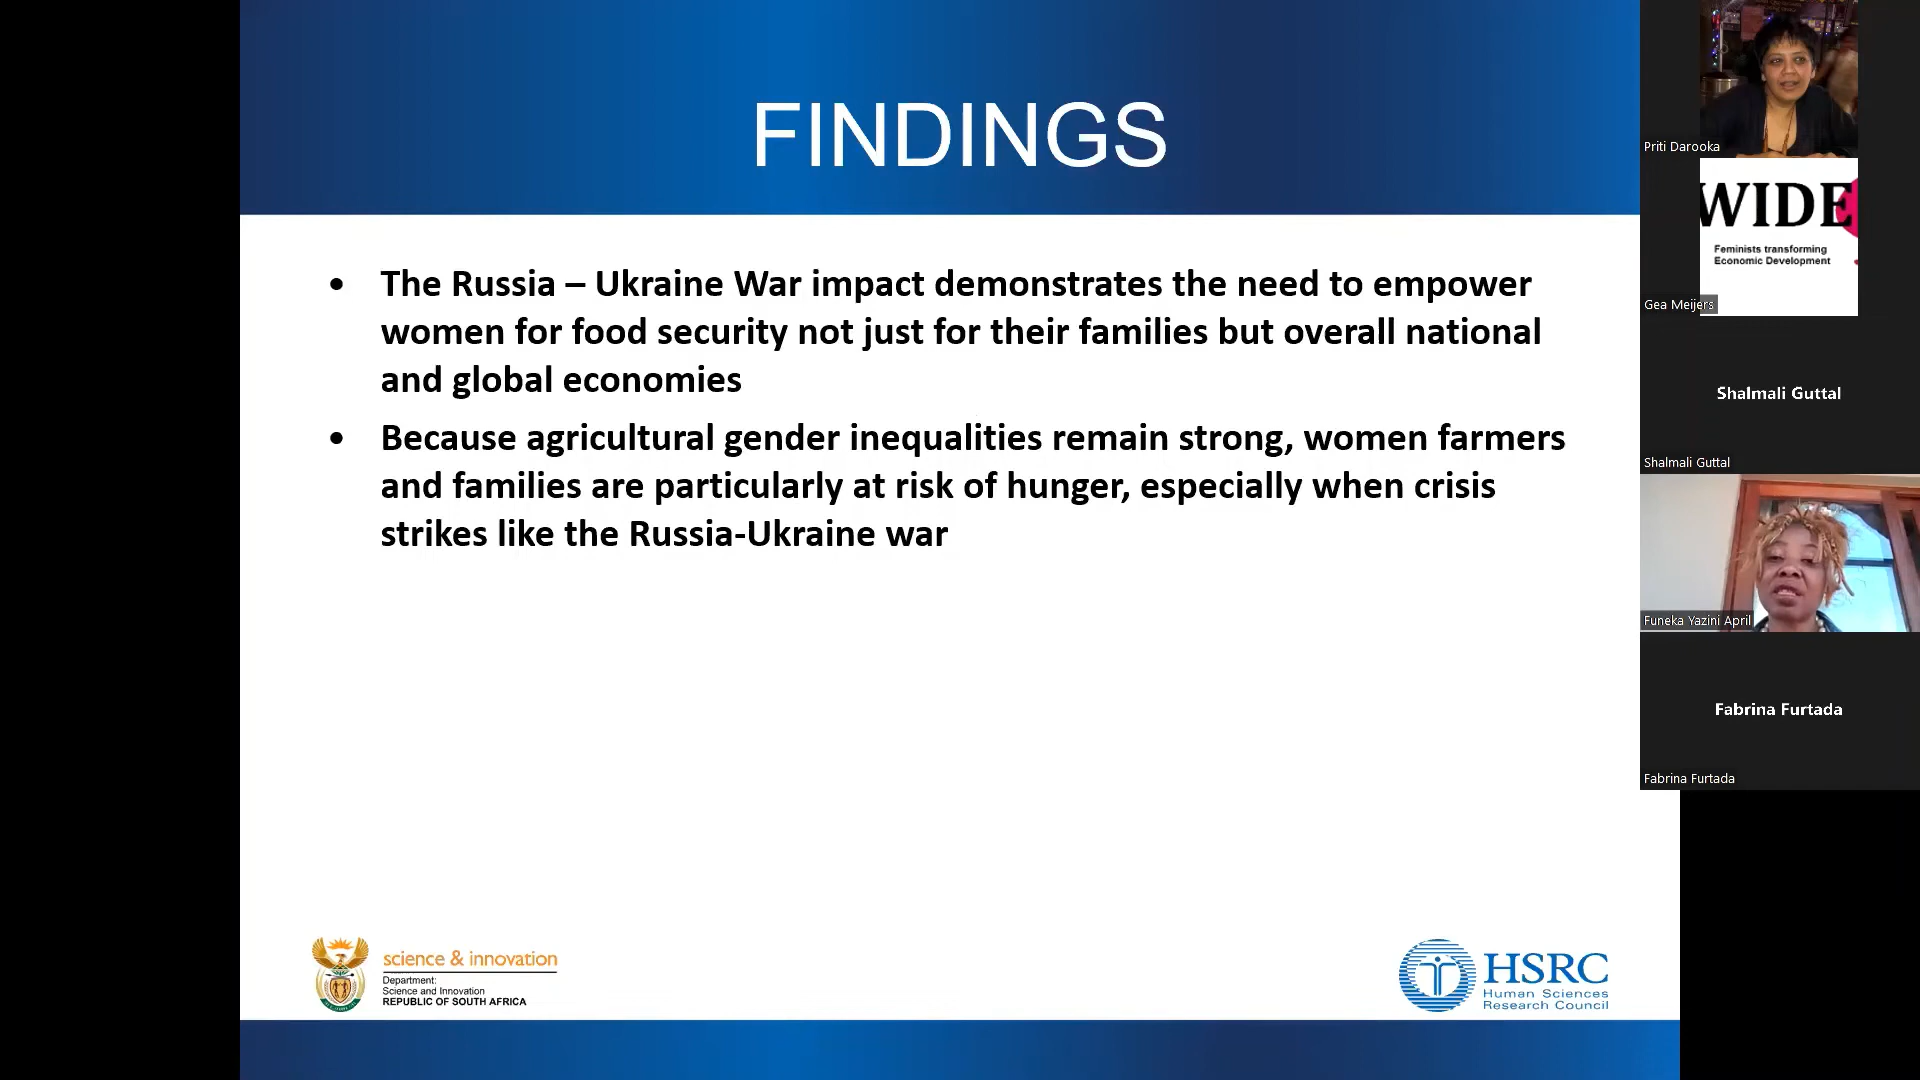 FINDINGS
• The Russia – Ukraine War impact demonstrates the need to empower
women for food security not just for their families but overall national
and global economies
• Because agricultural gender inequalities remain strong, women farmers
and families are particularly at risk of hunger, especially when crisis
strikes like the Russia-Ukraine war
science & innovation
Department:
Science and Innovation
REPUBLIC OF SOUTH AFRICA
HSRC
Human Sciences
Research Council
Priti Darooka
WIDE
Feminists transforming
Economic Development
Gea Meijers
Shalmali Guttal
Shalmali Guttal
Funeka Yazini April
Fabrina Furtada
Fabrina Furtada